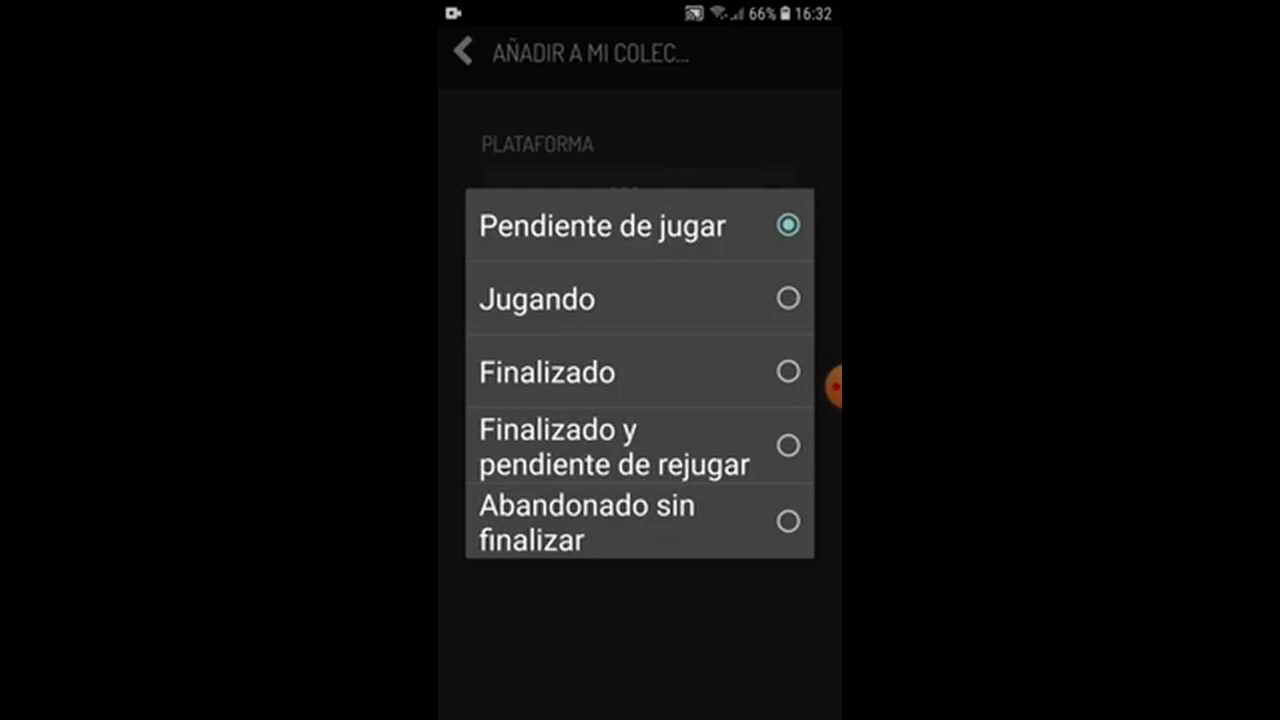 66% 16:32
AÑADIR A MI COLEC...
PLATAFORMA
Pendiente de jugar
Jugando
Finalizado
Finalizado y
pendiente de rejugar
Abandonado sin
finalizar